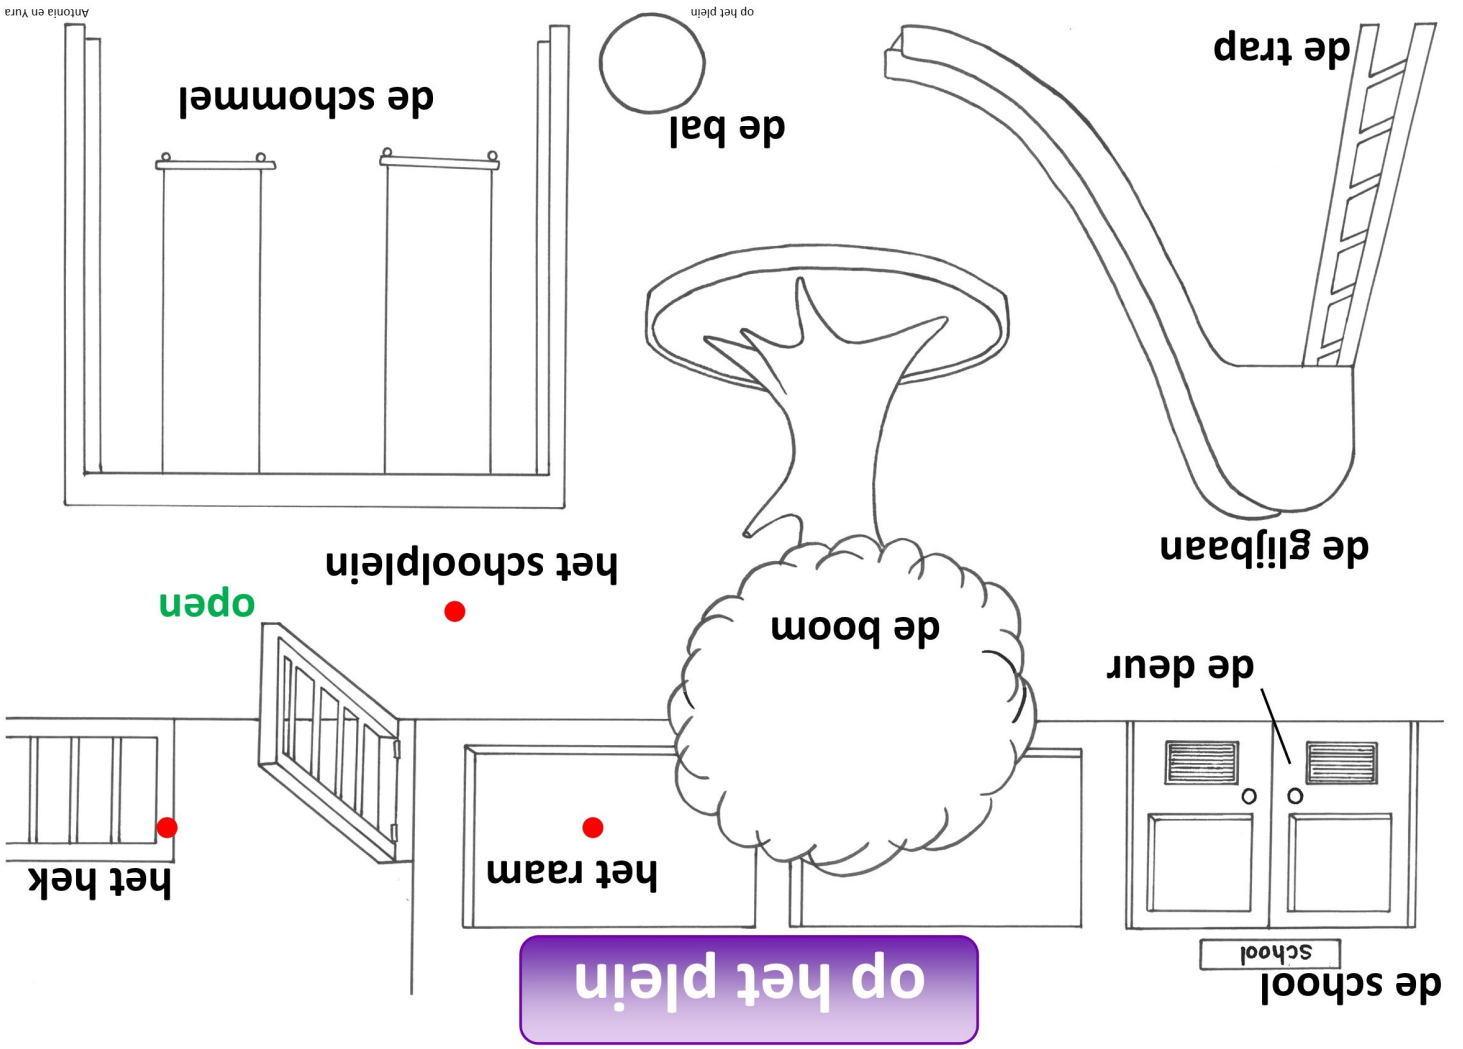 de school
school
op het plein
het hek
het raam
de deur
open
het schoolplein
de boom
de glijbaan
de schommel
de bal
de trap
op het plein
Antonia en Yura